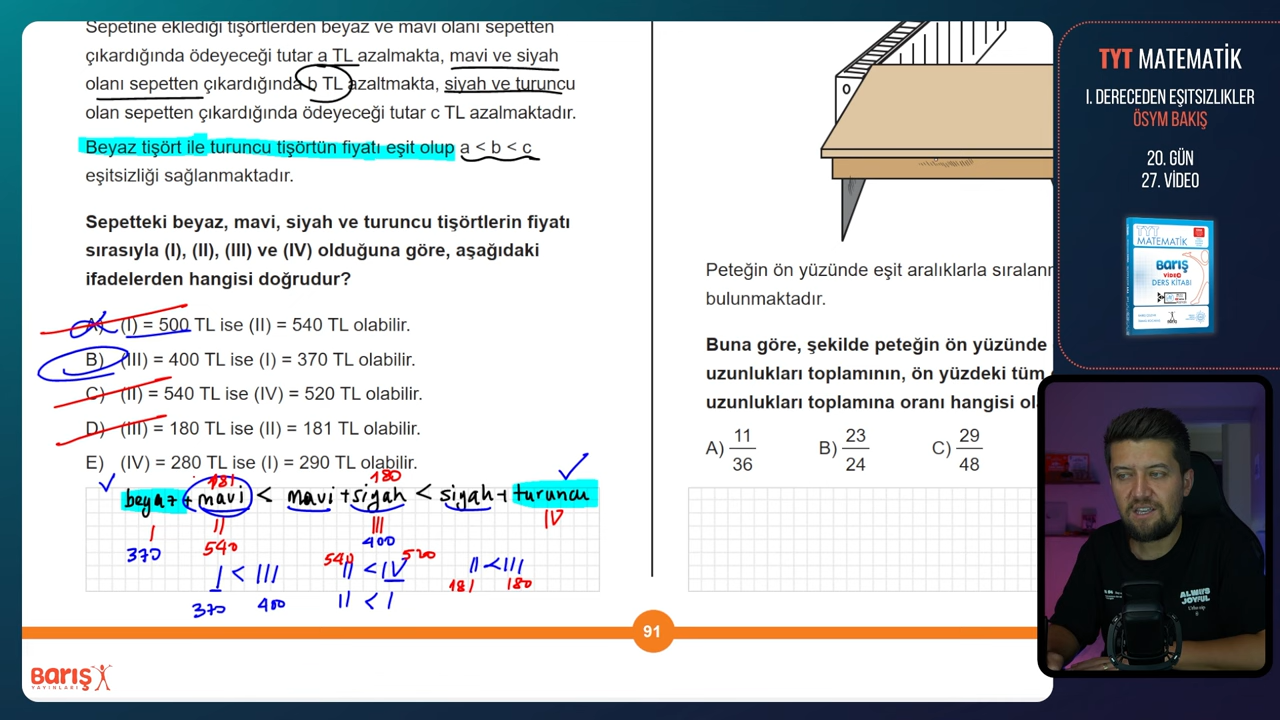 Sepetine eklediği tişörtlerden beyaz ve mavi olanı sepetten
çıkardığında ödeyeceği tutar a TL azalmakta, mavi ve siyah
olanı sepetten çıkardığında b TL azaltmakta, siyah ve turuncu
olan sepetten çıkardığında ödeyeceği tutar c TL azalmaktadır.
Beyaz tişört ile turuncu tişörtün fiyatı eşit olup a < b < c
eşitsizliği sağlanmaktadır.
Sepetteki beyaz, mavi, siyah ve turuncu tişörtlerin fiyatı
sırasıyla (I), (II), (III) ve (IV) olduğuna göre, aşağıdaki
ifadelerden hangisi doğrudur?
A) (I) = 500 TL ise (II) = 540 TL olabilir.
B) (III) = 400 TL ise (I) = 370 TL olabilir.
C) (II) = 540 TL ise (IV) = 520 TL olabilir.
D) (III) = 180 TL ise (II) = 181 TL olabilir.
E) (IV) = 280 TL ise (I) = 290 TL olabilir.
181 180
beyaz + mavi < mavi + siyah < siyah + turuncu
I II III IV
370 540 400
540 520
I < III II < IV II < III
370 400 II < I 181 180
Peteğin ön yüzünde eşit aralıklarla
bulunmaktadır.
Buna göre, şekilde peteğin ön yüzünde
uzunlukları toplamının, ön yüzdeki tüm
uzunlukları toplamına oranı hangisi
A) 11/36 B) 23/24 C) 29/48
91
BARIŞ
YAYINLARI
TYT MATEMATİK
I. DERECEDEN EŞİTSIZLIKLER
ÖSYM BAKIŞ
20. GÜN
27. VİDEO
TYT
MATEMATİK
BARIŞ
VİDEO
DERS KİTABI
ALWAYS
JOYFUL